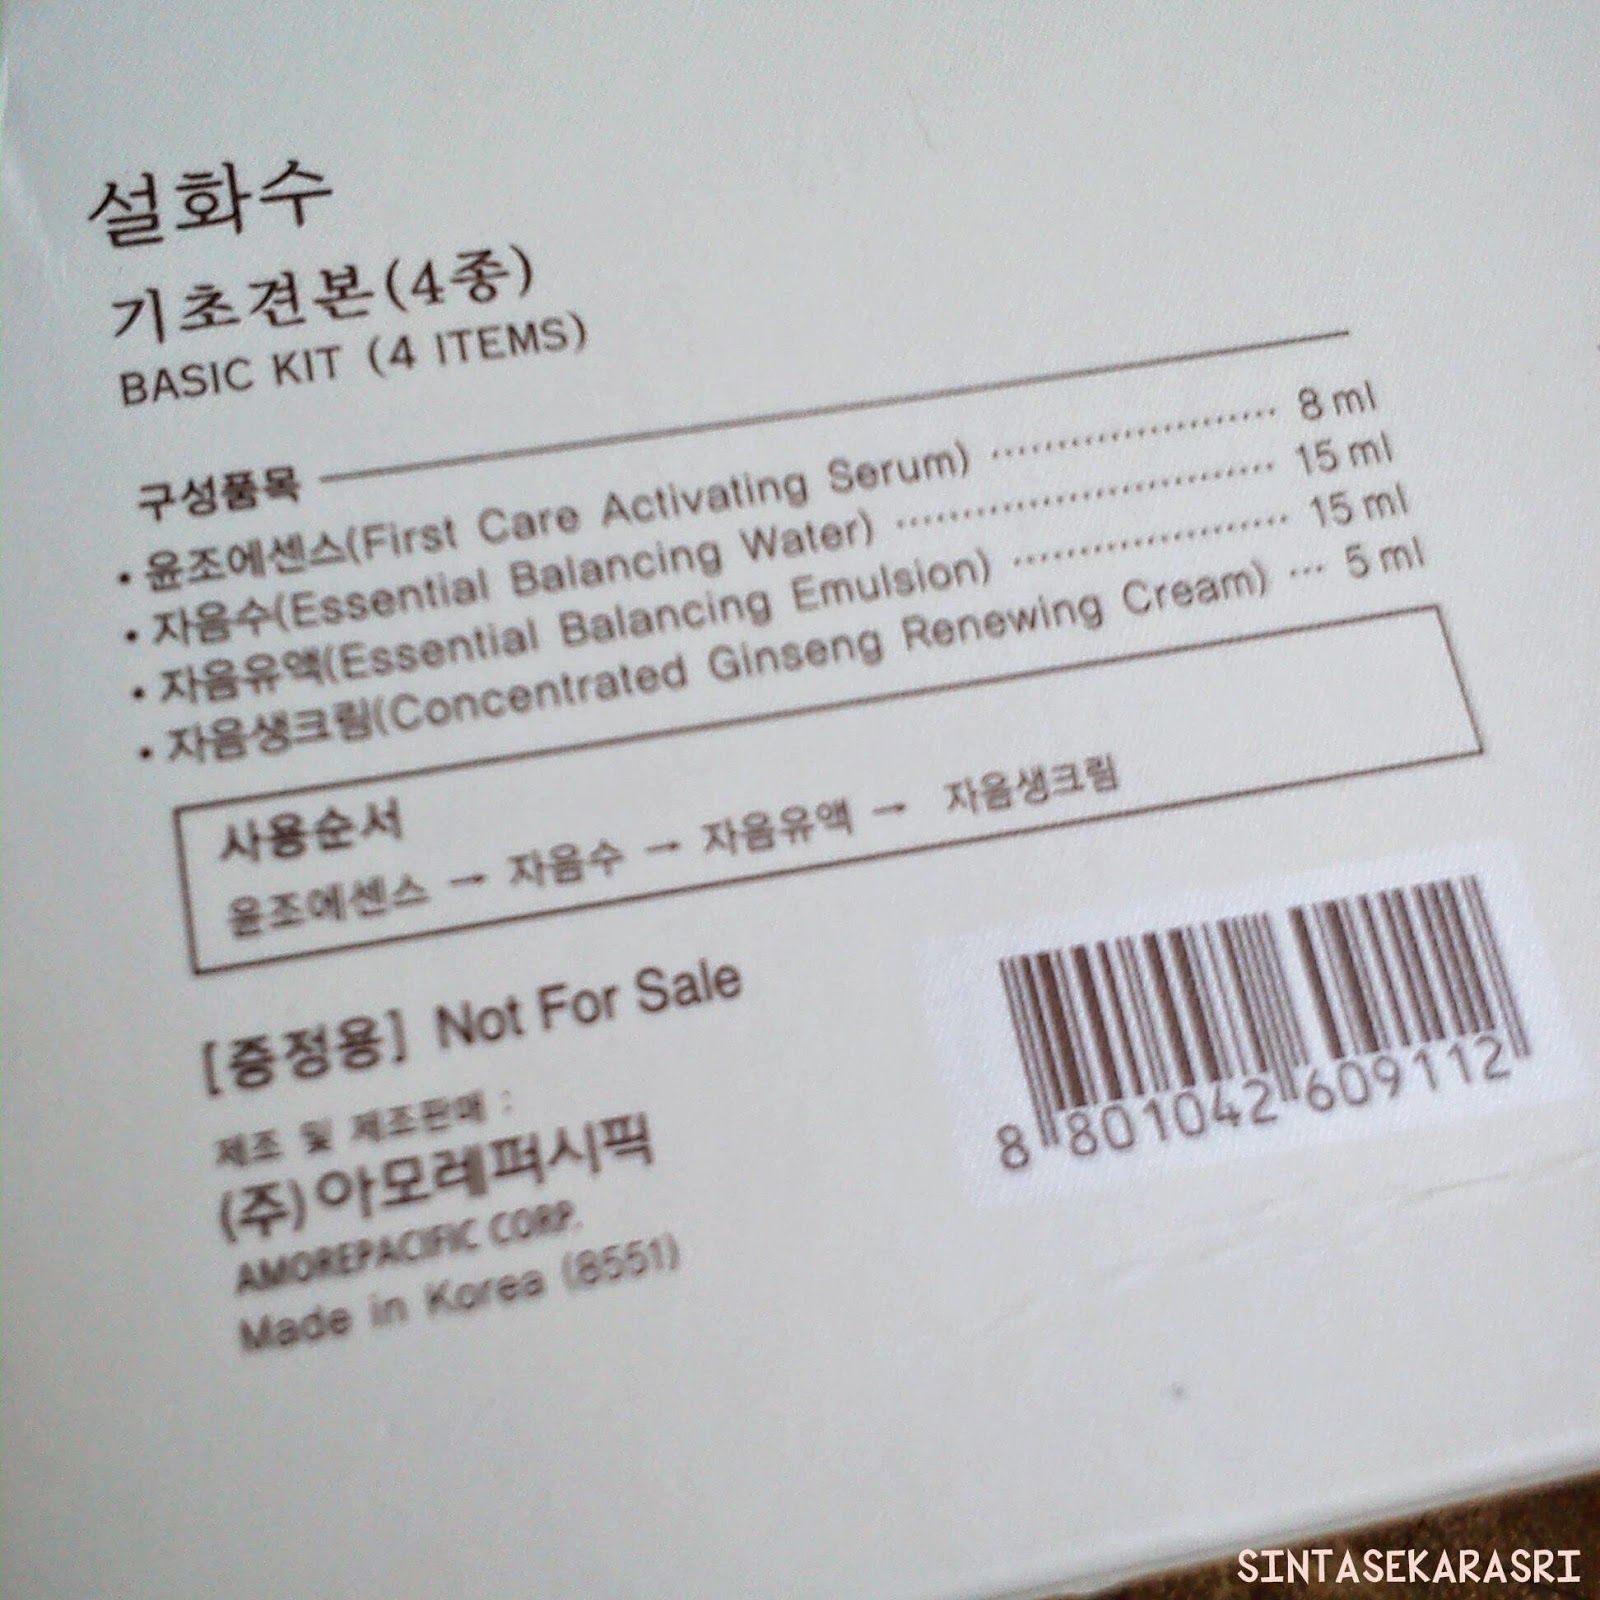 설화수
기초견본(4종)
BASIC KIT (4 ITEMS)
구성품목
• 윤조에센스(First Care Activating Serum) ························ 8 ml
• 자음수(Essential Balancing Water) ································ 15 ml
• 자음유액(Essential Balancing Emulsion) ······················· 15 ml
• 자음생크림(Concentrated Ginseng Renewing Cream) ··· 5 ml
사용순서
윤조에센스 → 자음수 → 자음유액 → 자음생크림
[증정용] Not For Sale
제조 및 제조판매 :
(주)아모레퍼시픽
AMOREPACIFIC CORP.
Made in Korea (8551)
8 801042 609112
SINTASEKARASRI